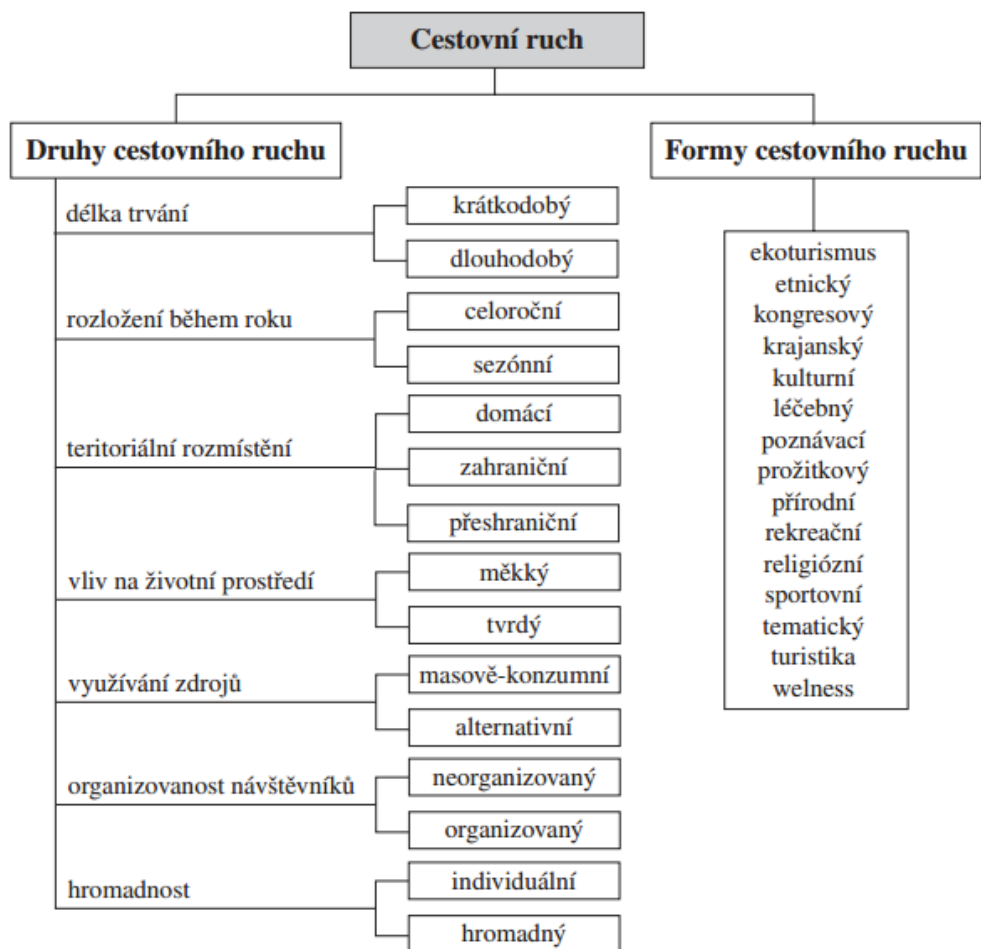 Cestovní ruch
Druhy cestovního ruchu
délka trvání
krátkodobý
dlouhodobý
rozložení během roku
celoroční
sezónní
teritoriální rozmístění
domácí
zahraniční
přeshraniční
vliv na životní prostředí
měkký
tvrdý
využívání zdrojů
masově-konzumní
alternativní
organizovanost návštěvníků
neorganizovaný
organizovaný
hromadnost
individuální
hromadný
Formy cestovního ruchu
ekoturismus
etnický
kongresový
krajanský
kulturní
léčebný
poznávací
prožitkový
přírodní
rekreační
religiózní
sportovní
tematický
turistika
welness